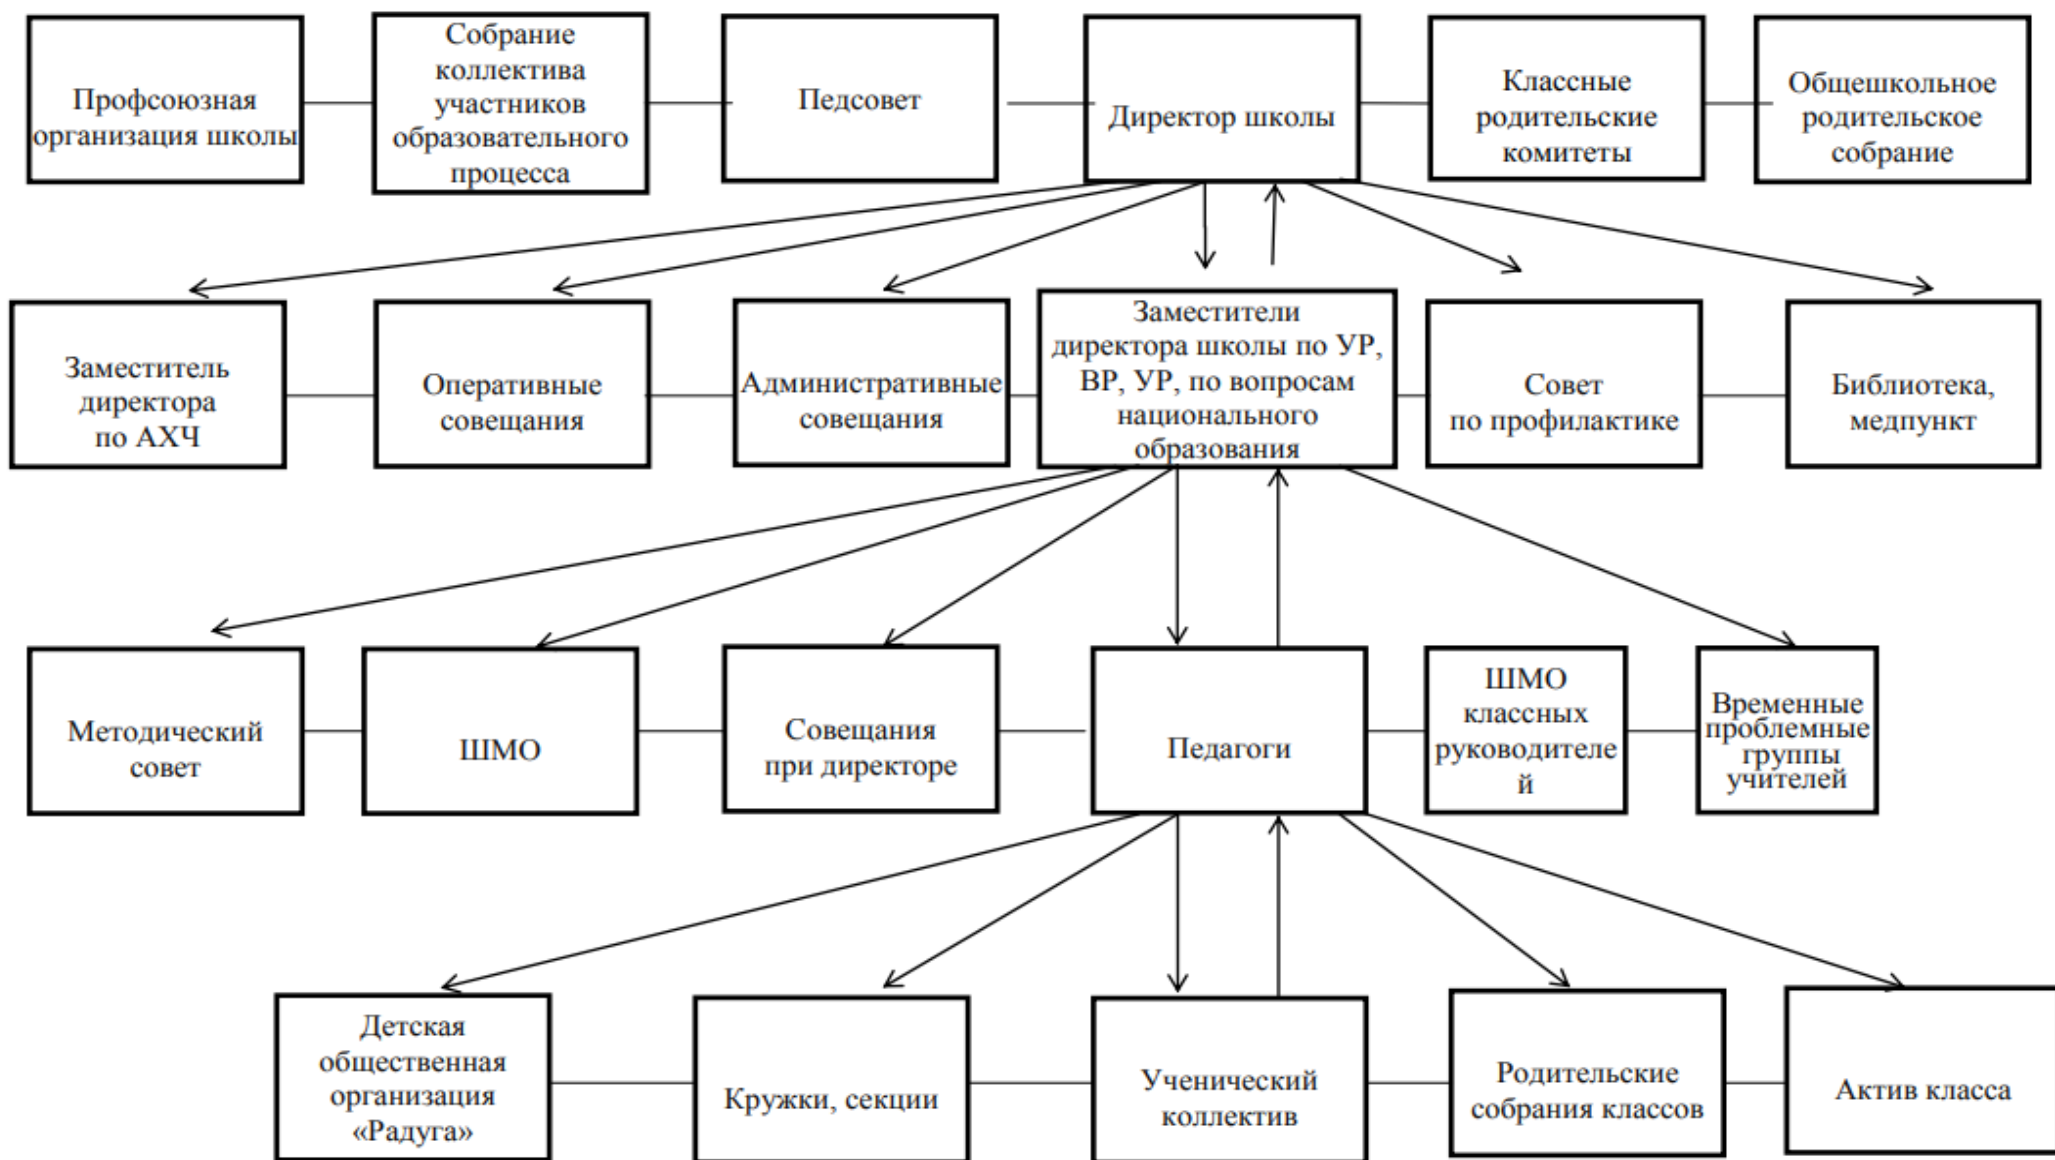 Профсоюзная
организация школы
Собрание
коллектива
участников
образовательного
процесса
Педсовет
Директор школы
Классные
родительские
комитеты
Общешкольное
родительское
собрание
Заместитель
директора
по АХЧ
Оперативные
совещания
Административные
совещания
Заместители
директора школы по УР,
ВР, УР, по вопросам
национального
образования
Совет
по профилактике
Библиотека,
медпункт
Методический
совет
ШМО
Совещания
при директоре
Педагоги
ШМО
классных
руководителе
й
Временные
проблемные
группы
учителей
Детская
общественная
организация
«Радуга»
Кружки, секции
Ученический
коллектив
Родительские
собрания классов
Актив класса